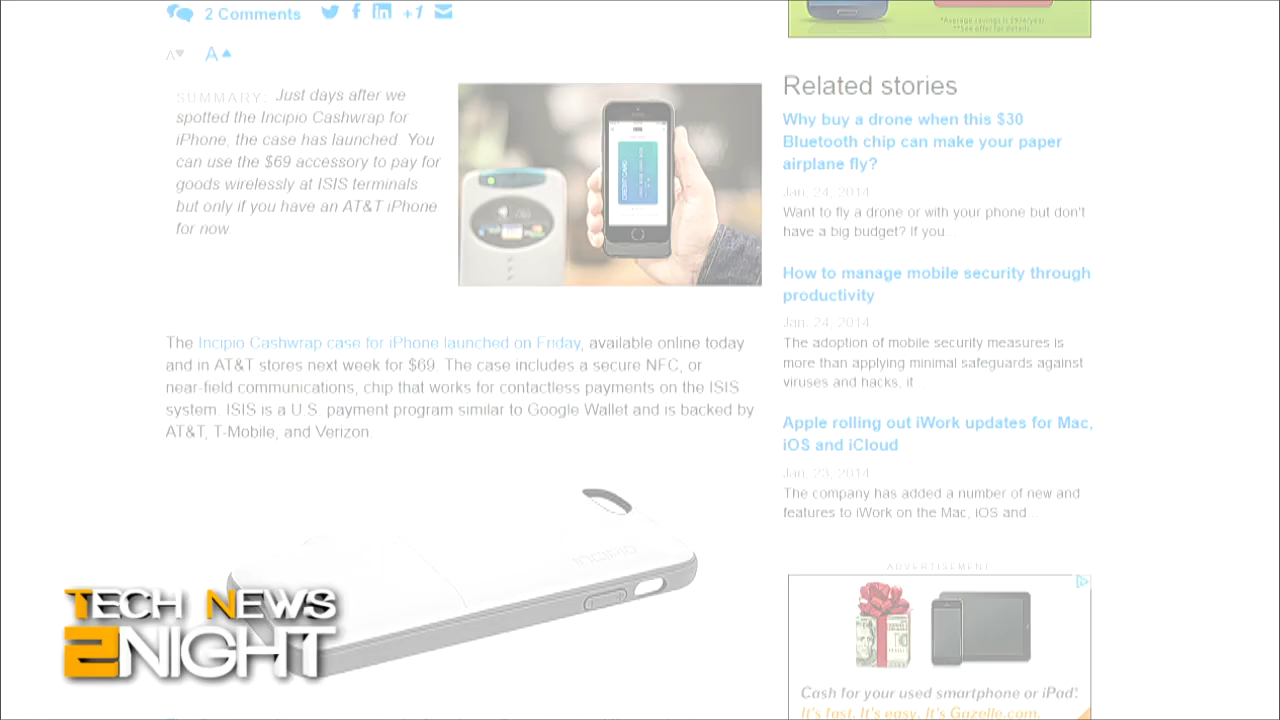 2 Comments +1
A A
SUMMARY: Just days after we
spotted the Incipio Cashwrap for
iPhone, the case has launched. You
can use the $69 accessory to pay for
goods wirelessly at ISIS terminals
but only if you have an AT&T iPhone
for now
The Incipio Cashwrap case for iPhone launched on Friday, available online today
and in AT&T stores next week for $69. The case includes a secure NFC, or
near-field communications, chip that works for contactless payments on the ISIS
system. ISIS is a U.S. payment program similar to Google Wallet and is backed by
AT&T, T-Mobile, and Verizon.
incipio
TECH NEWS
2NIGHT
*Average savings is $974/year.
**See offer for details.
Related stories
Why buy a drone when this $30
Bluetooth chip can make your paper
airplane fly?
Jan. 24, 2014
Want to fly a drone or with your phone but don't
have a big budget? If you...
How to manage mobile security through
productivity
Jan. 24, 2014
The adoption of mobile security measures is
more than applying minimal safeguards against
viruses and hacks, it
Apple rolling out iWork updates for Mac,
iOS and iCloud
Jan. 23, 2014
The company has added a number of new and
features to iWork on the Mac, iOS and...
ADVERTISEMENT
Cash for your used smartphone or iPad.
It's fast. It's easy. It's Gazelle.com.